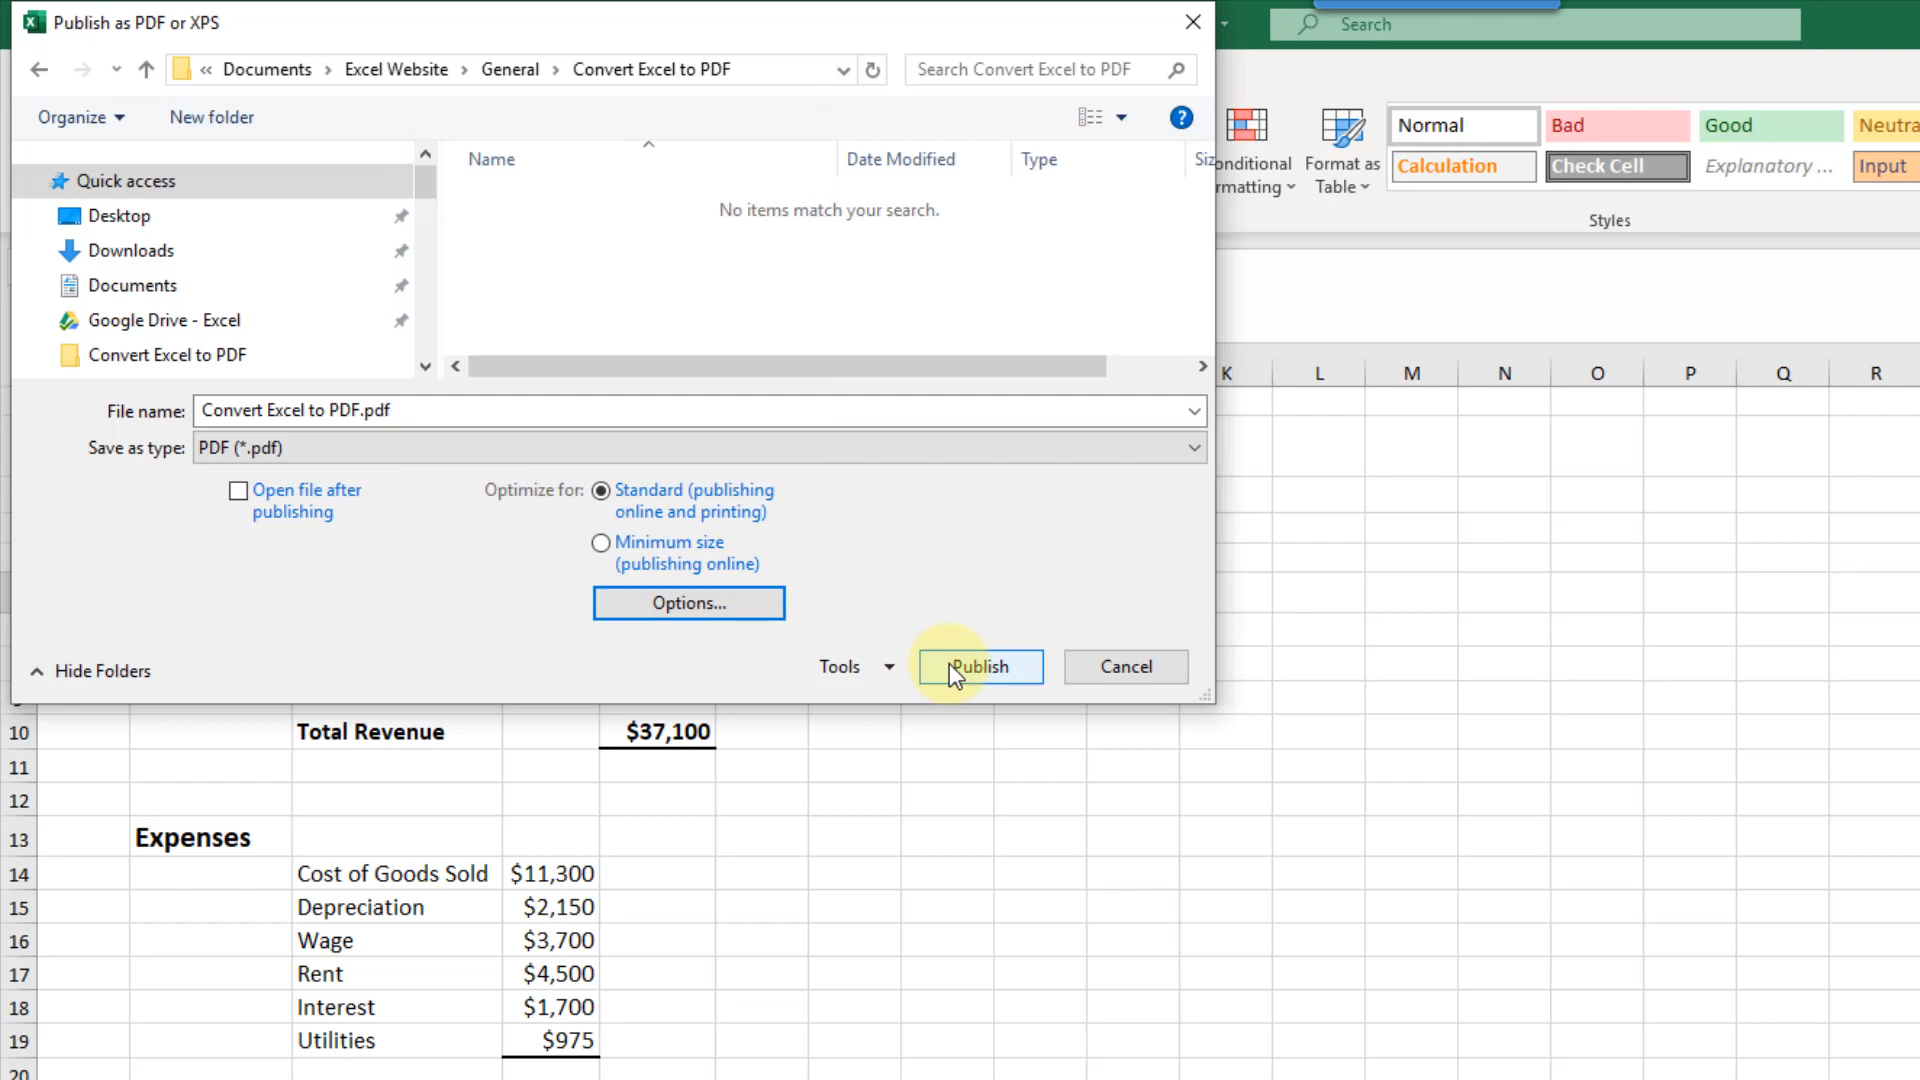 Publish as PDF or XPS
Search
« Documents › Excel Website › General › Convert Excel to PDF
Search Convert Excel to PDF
Organize
New folder
?
Name
Date Modified
Type
Siz
Quick access
No items match your search.
Desktop
Downloads
Documents
Google Drive - Excel
Convert Excel to PDF
File name: Convert Excel to PDF.pdf
Save as type: PDF (*.pdf)
Open file after
publishing
Optimize for:
Standard (publishing
online and printing)
Minimum size
(publishing online)
Options...
Hide Folders
Tools
Publish
Cancel
onditional
rmatting
Format as
Table
Normal
Bad
Good
Neutra
Calculation
Check Cell
Explanatory ...
Input
Styles
K L M N O P Q R
10 Total Revenue $37,100
11
12
13 Expenses
14 Cost of Goods Sold $11,300
15 Depreciation $2,150
16 Wage $3,700
17 Rent $4,500
18 Interest $1,700
19 Utilities $975
20